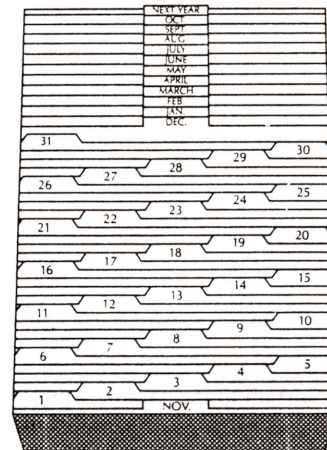 NEXT YEAR
OCT
SEPT
AUG
JULY
JUNE
MAY
APRIL
MARCH
FEB
JAN
DEC.
31
30
29
28
27
26
25
24
23
22
21
20
19
18
17
16
15
14
13
12
11
10
9
8
7
6
5
4
3
2
1
NOV.